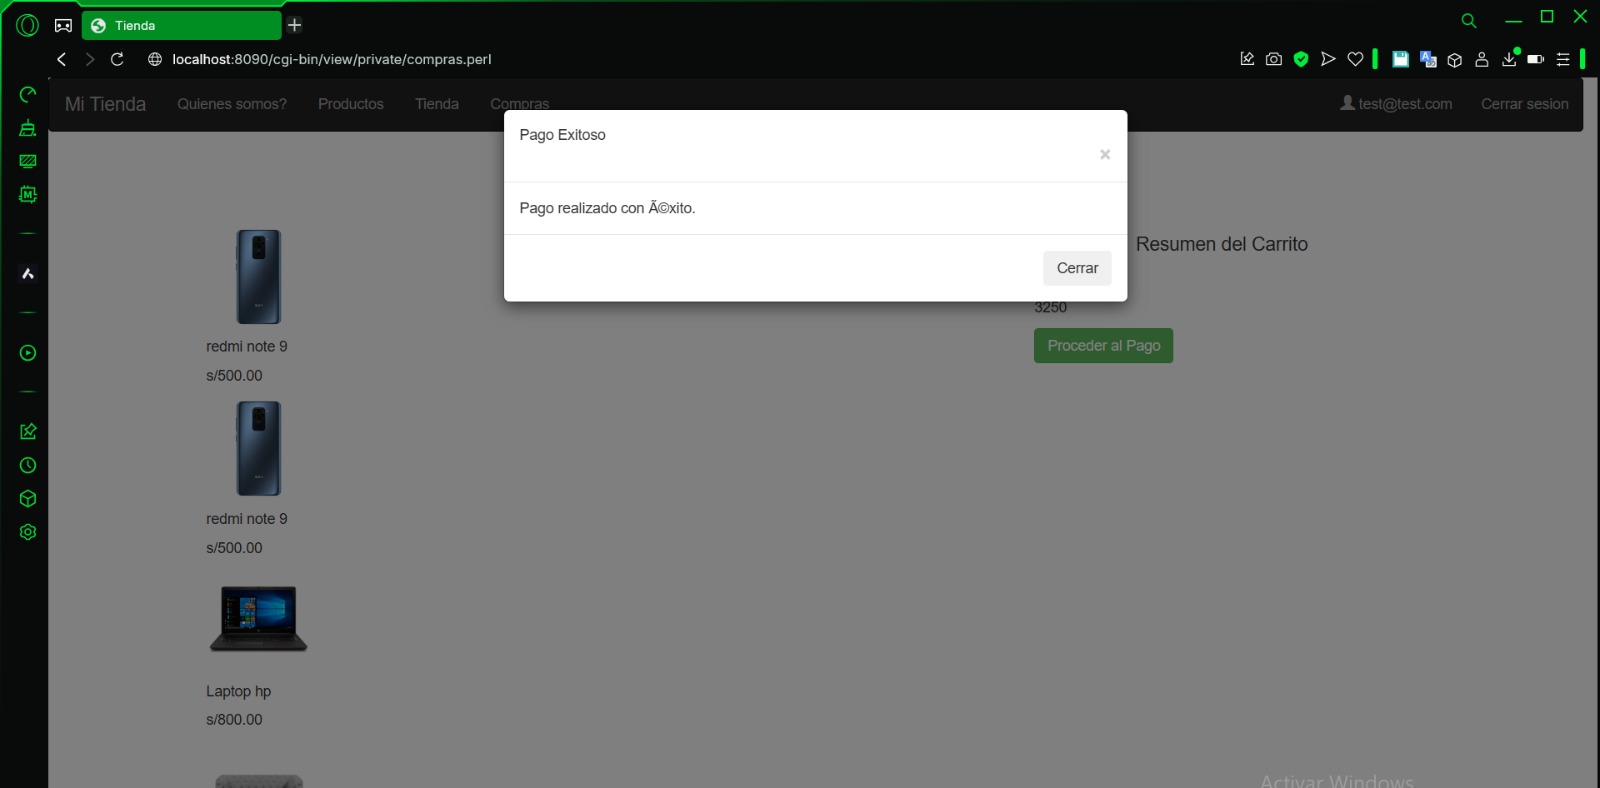 Tienda
localhost:8090/cgi-bin/view/private/compras.perl
Mi Tienda Quienes somos? Productos Tienda Compras test@test.com Cerrar sesion
Pago Exitoso
×
Pago realizado con Ã©xito.
Cerrar
Resumen del Carrito
3250
Proceder al Pago
redmi note 9
s/500.00
redmi note 9
s/500.00
Laptop hp
s/800.00
Activar Windows